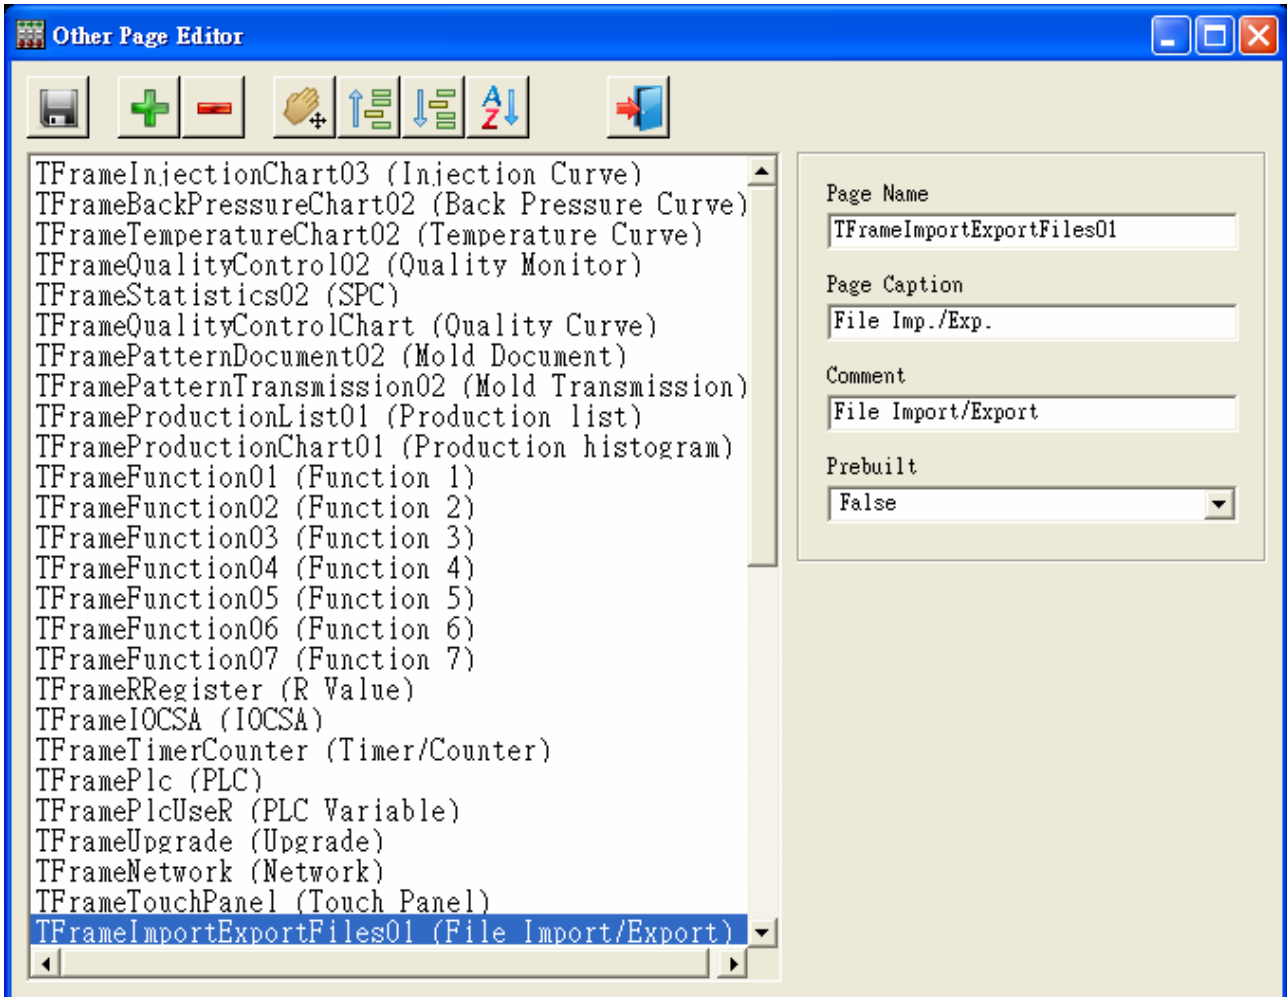 Other Page Editor
A
Z
TFrameInjectionChart03 (Injection Curve)
TFrameBackPressureChart02 (Back Pressure Curve)
TFrameTemperatureChart02 (Temperature Curve)
TFrameQualityControl02 (Quality Monitor)
TFrameStatistics02 (SPC)
TFrameQualityControlChart (Quality Curve)
TFramePatternDocument02 (Mold Document)
TFramePatternTransmission02 (Mold Transmission)
TFrameProductionList01 (Production list)
TFrameProductionChart01 (Production histogram)
TFrameFunction01 (Function 1)
TFrameFunction02 (Function 2)
TFrameFunction03 (Function 3)
TFrameFunction04 (Function 4)
TFrameFunction05 (Function 5)
TFrameFunction06 (Function 6)
TFrameFunction07 (Function 7)
TFrameRRegister (R Value)
TFrameIOCSA (IOCSA)
TFrameTimerCounter (Timer/Counter)
TFramePlc (PLC)
TFramePlcUseR (PLC Variable)
TFrameUpgrade (Upgrade)
TFrameNetwork (Network)
TFrameTouchPanel (Touch Panel)
TFrameImportExportFiles01 (File Import/Export)
Page Name
TFrameImportExportFiles01
Page Caption
File Imp./Exp.
Comment
File Import/Export
Prebuilt
False